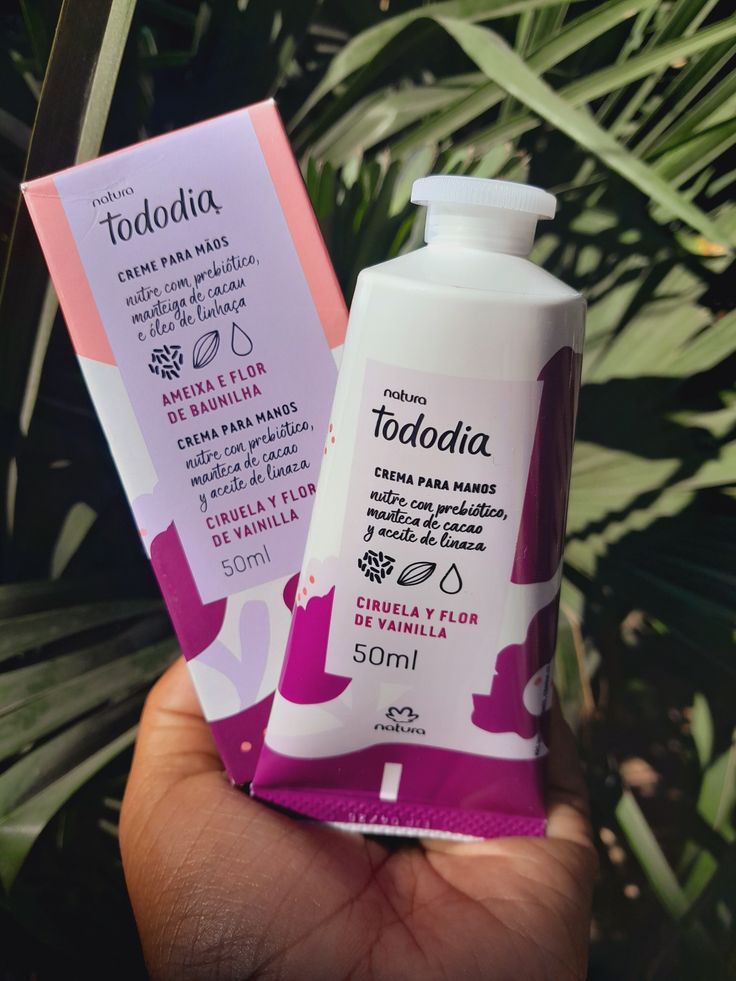 natura
Tododia
CREME PARA MÃOS
nutre com prebiótico,
manteiga de cacau
e óleo de linhaça
AMEIXA E FLOR
DE BAUNILHA
CREMA PARA MANOS
nutre con prebiótico,
manteca de cacao
y aceite de linaza
CIRUELA Y FLOR
DE VAINILLA
50ml
natura
Tododia
CREMA PARA MANOS
nutre con prebiótico,
manteca de cacao
y aceite de linaza
CIRUELA Y FLOR
DE VAINILLA
50ml
natura